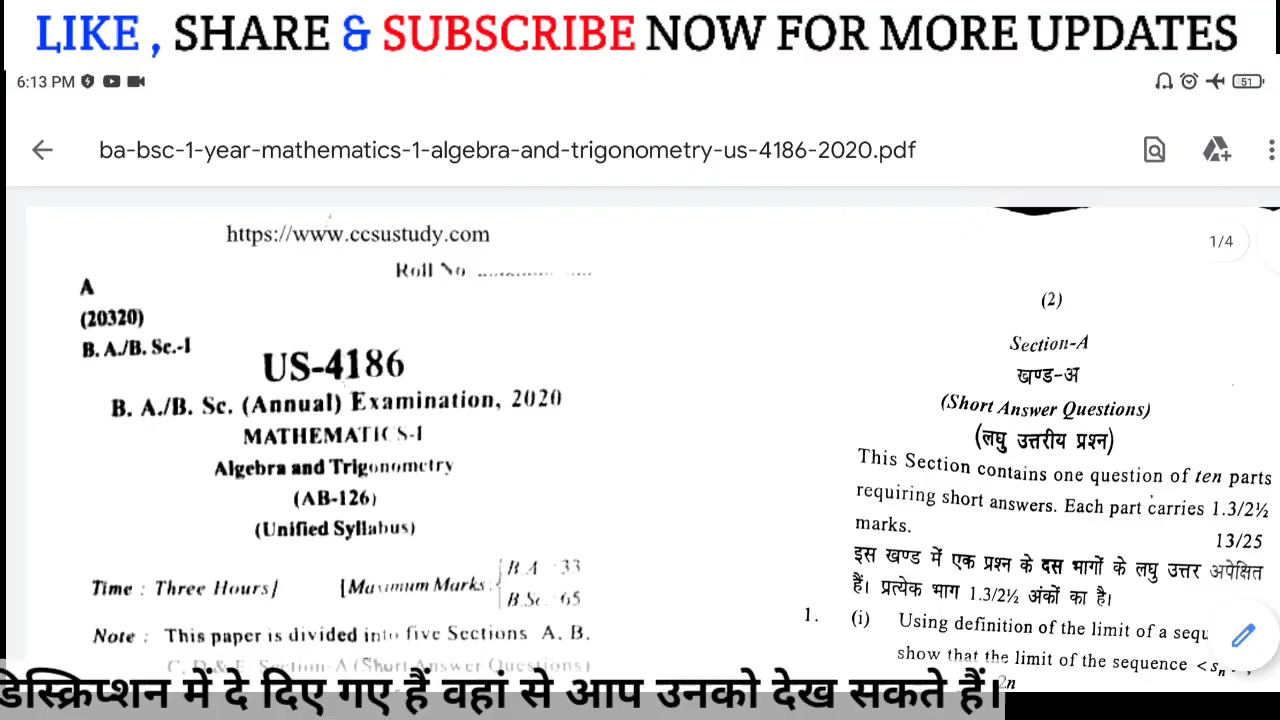 LIKE , SHARE & SUBSCRIBE NOW FOR MORE UPDATES
6:13 PM
51
ba-bsc-1-year-mathematics-1-algebra-and-trigonometry-us-4186-2020.pdf
1/4
https://www.ccsustudy.com
Roll No. ....................
A
(20320)
B. A./B. Sc.-I
US-4186
B. A./B. Sc. (Annual) Examination, 2020
MATHEMATICS-I
Algebra and Trigonometry
(AB-126)
(Unified Syllabus)
Time : Three Hours]
[Maximum Marks :
B.A. : 33
B.Sc. : 65
Note : This paper is divided into five Sections A, B,
C, D & E. Section-A (Short Answer Questions)
(2)
Section-A
खण्ड-अ
(Short Answer Questions)
(लघु उत्तरीय प्रश्न)
This Section contains one question of ten parts
requiring short answers. Each part carries 1.3/2½
marks.
13/25
इस खण्ड में एक प्रश्न के दस भागों के लघु उत्तर अपेक्षित
हैं। प्रत्येक भाग 1.3/2½ अंकों का है।
1. (i) Using definition of the limit of a sequ
show that the limit of the sequence <sn
2n
डिस्क्रिप्शन में दे दिए गए हैं वहां से आप उनको देख सकते हैं।